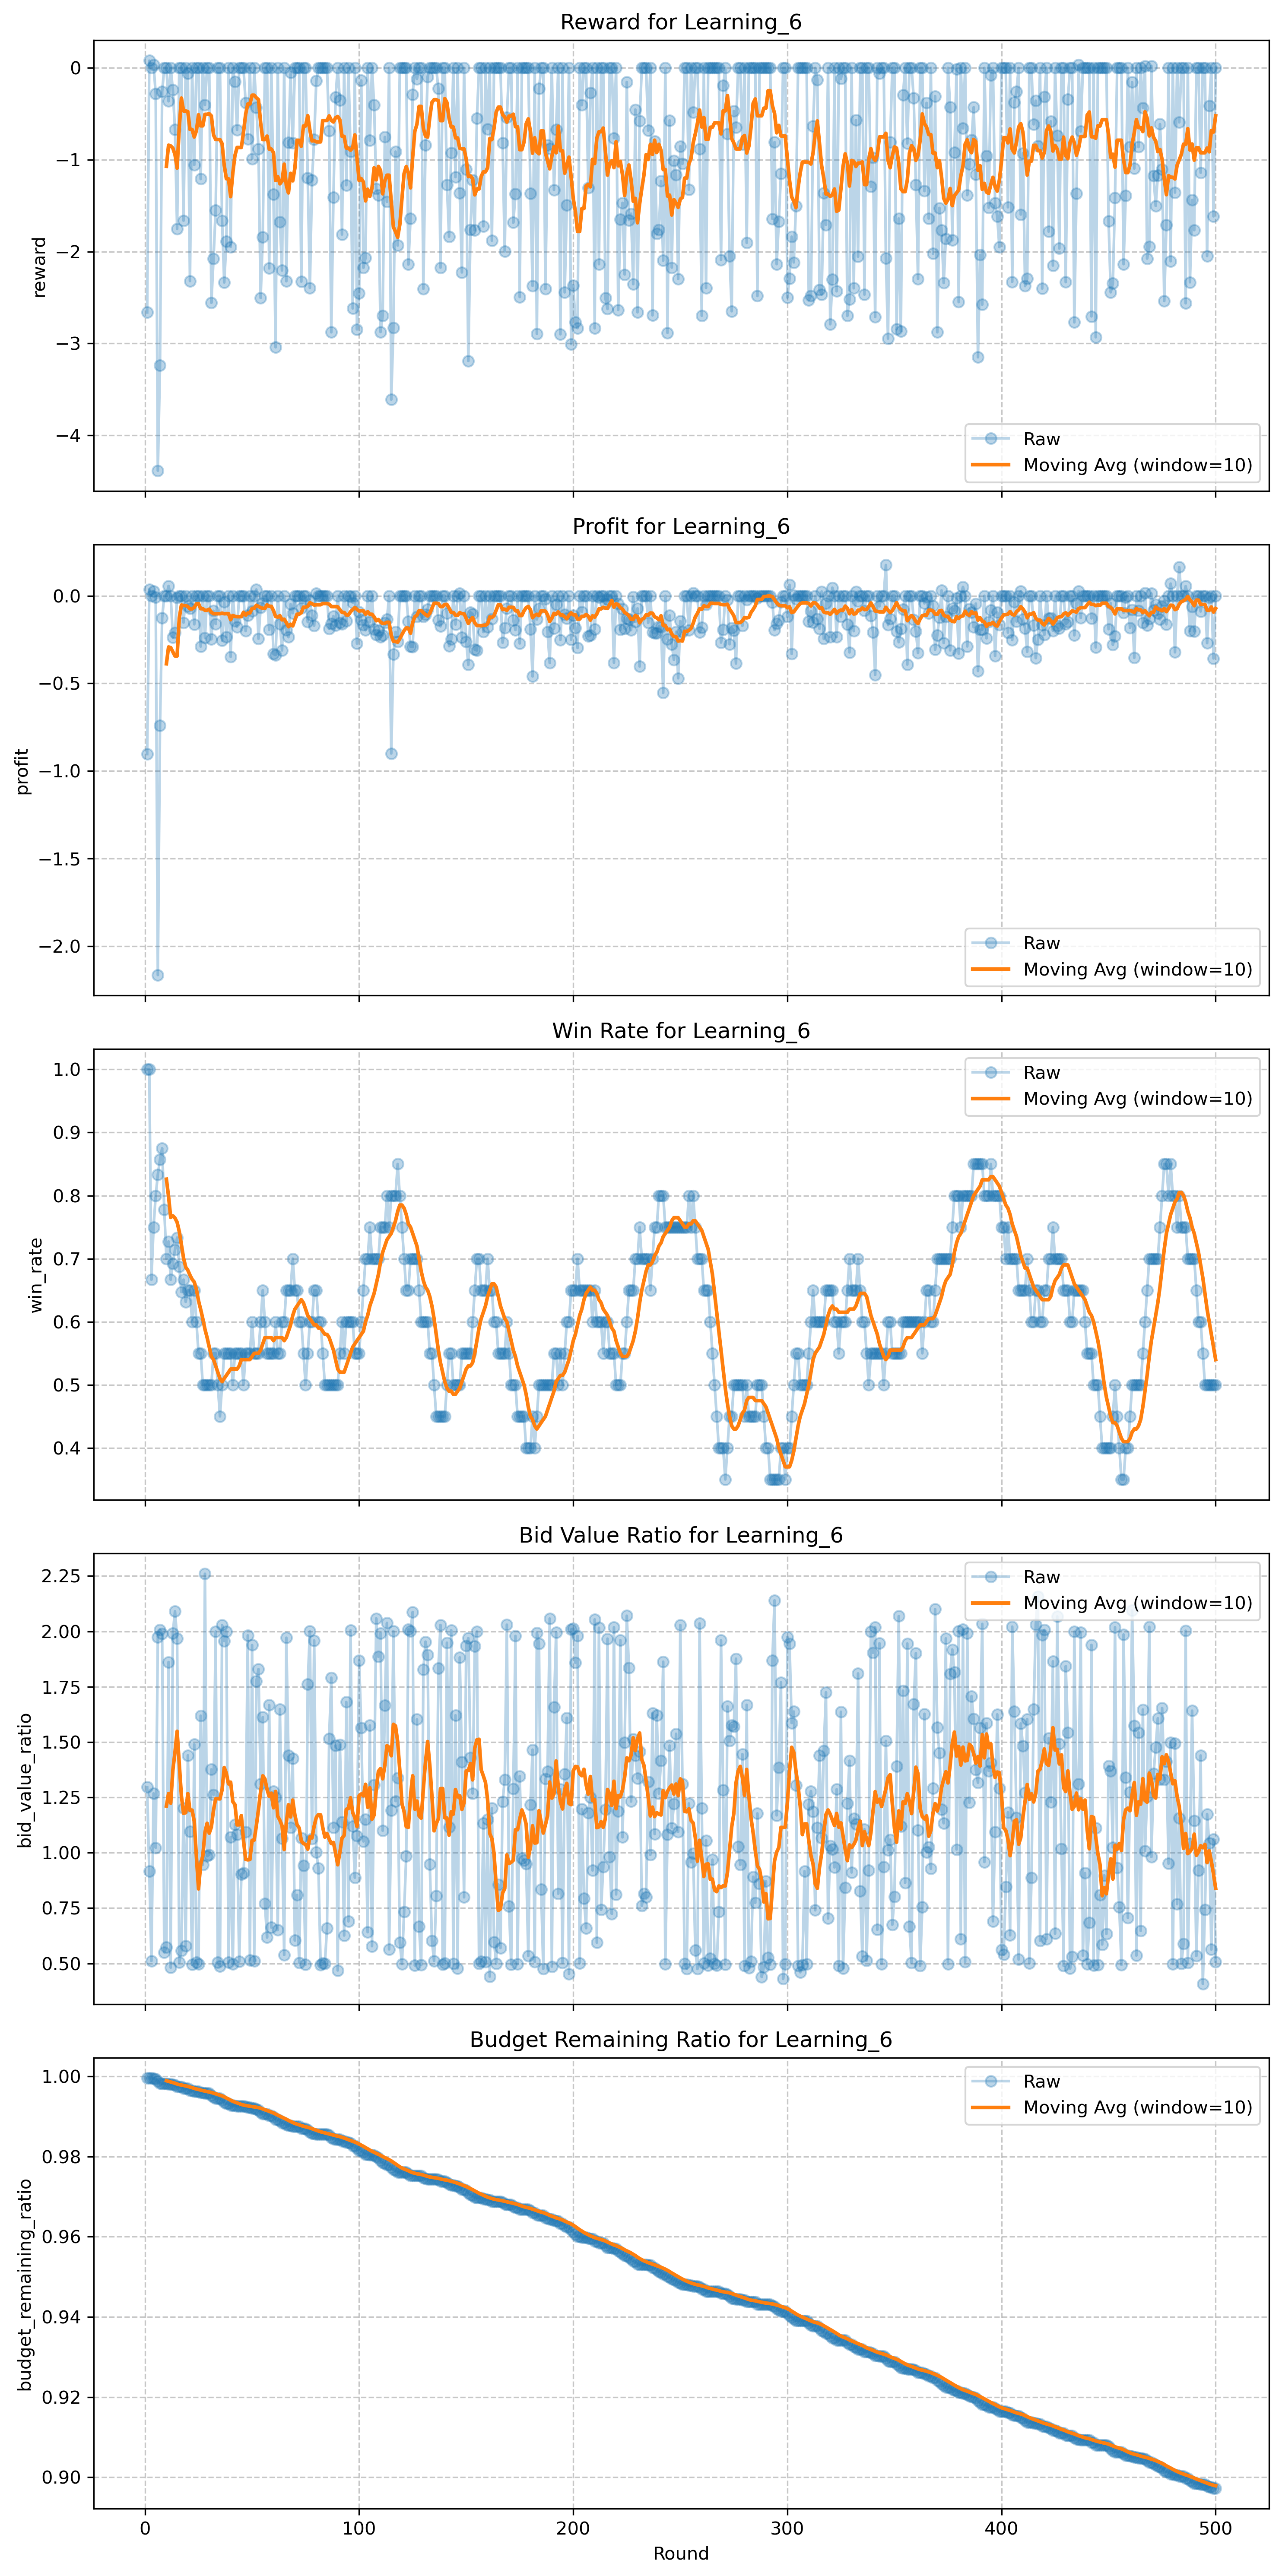 Reward for Learning_6
0
−1
−2
−3
−4
reward
Raw
Moving Avg (window=10)
Profit for Learning_6
0.0
−0.5
−1.0
−1.5
−2.0
profit
Raw
Moving Avg (window=10)
Win Rate for Learning_6
1.0
0.9
0.8
0.7
0.6
0.5
0.4
win_rate
Raw
Moving Avg (window=10)
Bid Value Ratio for Learning_6
2.25
2.00
1.75
1.50
1.25
1.00
0.75
0.50
bid_value_ratio
Raw
Moving Avg (window=10)
Budget Remaining Ratio for Learning_6
1.00
0.98
0.96
0.94
0.92
0.90
budget_remaining_ratio
Raw
Moving Avg (window=10)
0 100 200 300 400 500
Round